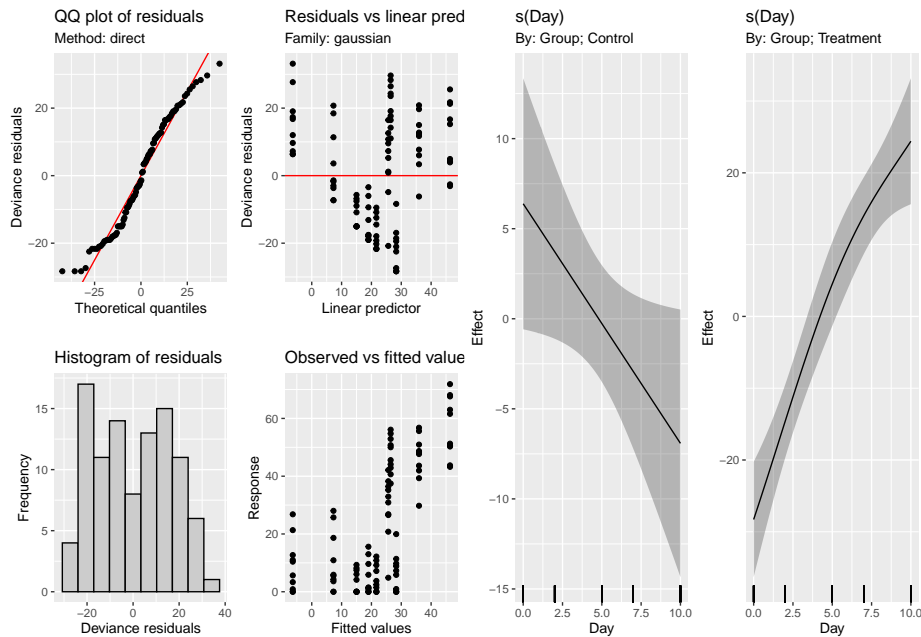 QQ plot of residuals
Method: direct
Deviance residuals
20
0
−20
−25
0
25
Theoretical quantiles
Residuals vs linear pred
Family: gaussian
Deviance residuals
20
0
−20
0
10
20
30
40
Linear predictor
Histogram of residuals
Frequency
15
10
5
0
−20
0
20
40
Deviance residuals
Observed vs fitted value
Response
60
40
20
0
0
10
20
30
40
Fitted values
s(Day)
By: Group; Control
Effect
10
5
0
−5
−10
−15
0.0
2.5
5.0
7.5
10.0
Day
s(Day)
By: Group; Treatment
Effect
20
0
−20
0.0
2.5
5.0
7.5
10.0
Day